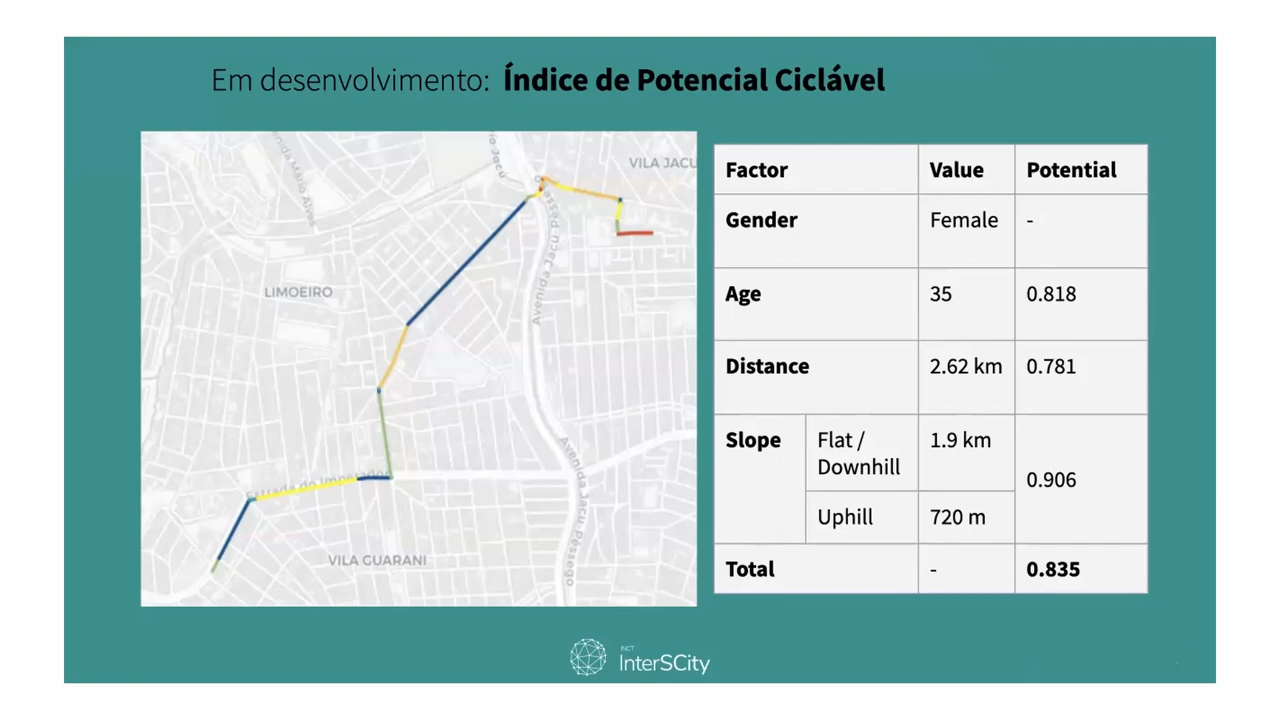 Em desenvolvimento: Índice de Potencial Ciclável
VILA JACU
LIMOEIRO
Avenida Jacu-Pêssego
Estrada do Imperador
VILA GUARANI
Factor Value Potential
Gender Female -
Age 35 0.818
Distance 2.62 km 0.781
Slope Flat / Downhill 1.9 km 0.906
Uphill 720 m
Total - 0.835
INCT
InterSCity